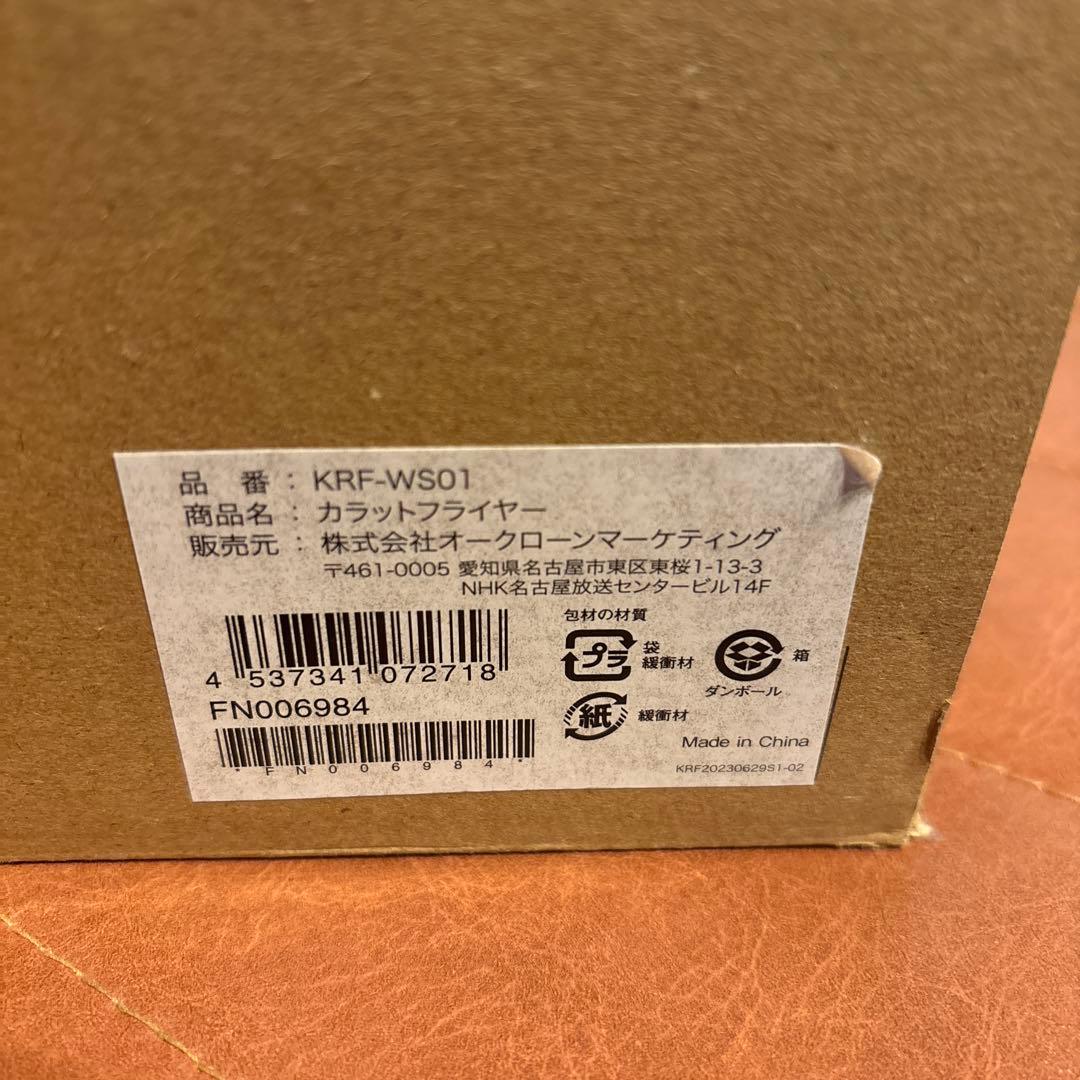 品 番 : KRF-WS01
商品名 : カラットフライヤー
販売元 : 株式会社オークローンマーケティング
〒461-0005 愛知県名古屋市東区東桜1-13-3
NHK名古屋放送センタービル14F
包材の材質
プラ 袋 緩衝材
箱
ダンボール
紙 緩衝材
4 537341 072718
FN006984
*FN006984*
Made in China
KRF20230629S1-02